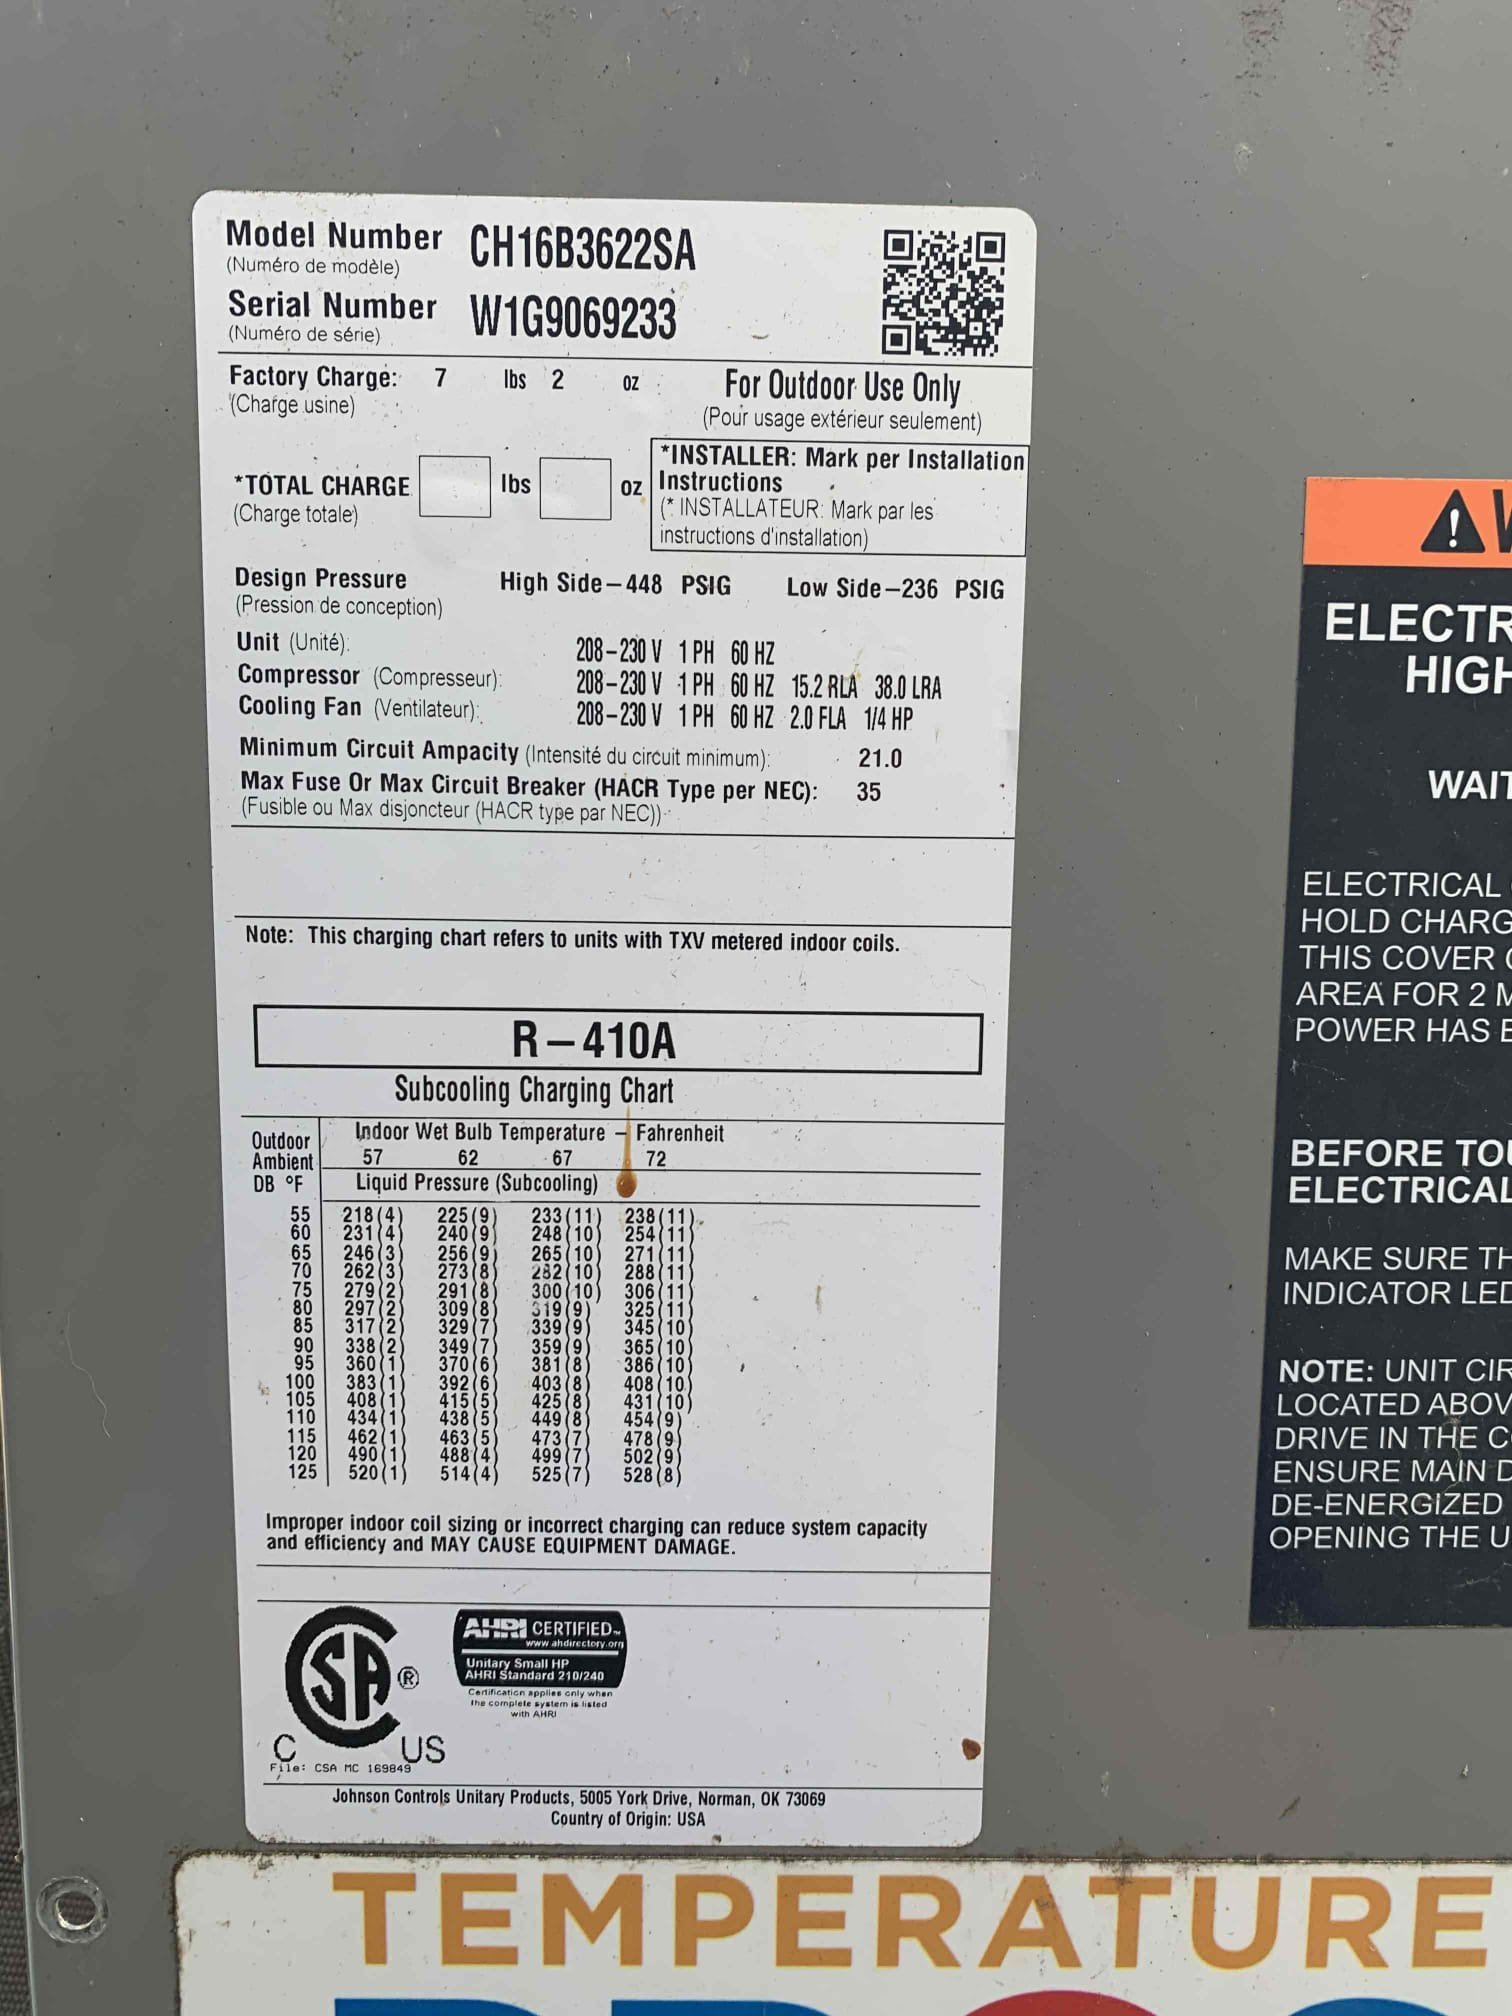 Model Number CH16B3622SA
(Numéro de modèle)
Serial Number W1G9069233
(Numéro de série)
Factory Charge: 7 lbs 2 oz For Outdoor Use Only
(Charge usine) (Pour usage extérieur seulement)
*INSTALLER: Mark per Installation
*TOTAL CHARGE lbs oz Instructions
(Charge totale) (* INSTALLATEUR: Mark par les
instructions d'installation)
Design Pressure High Side-448 PSIG Low Side-236 PSIG
(Pression de conception)
Unit (Unité): 208-230 V 1 PH 60 HZ
Compressor (Compresseur): 208-230 V 1 PH 60 HZ 15.2 RLA 38.0 LRA
Cooling Fan (Ventilateur): 208-230 V 1 PH 60 HZ 2.0 FLA 1/4 HP
Minimum Circuit Ampacity (Intensité du circuit minimum): 21.0
Max Fuse Or Max Circuit Breaker (HACR Type per NEC): 35
(Fusible ou Max disjoncteur (HACR type par NEC))
Note: This charging chart refers to units with TXV metered indoor coils.
R-410A
Subcooling Charging Chart
Outdoor Indoor Wet Bulb Temperature - Fahrenheit
Ambient 57 62 67 72
DB °F Liquid Pressure (Subcooling)
55 218(4) 225(9) 233(11) 238(11)
60 231(4) 240(9) 248(10) 254(11)
65 246(3) 256(9) 265(10) 271(11)
70 262(3) 273(8) 282(10) 288(11)
75 279(2) 291(8) 300(10) 306(11)
80 297(2) 309(8) 319(9) 325(11)
85 317(2) 329(7) 339(9) 345(10)
90 338(2) 349(7) 359(9) 365(10)
95 360(1) 370(6) 381(8) 386(10)
100 383(1) 392(6) 403(8) 408(10)
105 408(1) 415(5) 425(8) 431(10)
110 434(1) 438(5) 449(8) 454(9)
115 462(1) 463(5) 473(7) 478(9)
120 490(1) 488(4) 499(7) 502(9)
125 520(1) 514(4) 525(7) 528(8)
Improper indoor coil sizing or incorrect charging can reduce system capacity
and efficiency and MAY CAUSE EQUIPMENT DAMAGE.
SA ®
C US
File: CSA MC 169849
AHRI CERTIFIED™
www.ahdirectory.org
Unitary Small HP
AHRI Standard 210/240
Certification applies only when
the complete system is listed
with AHRI
Johnson Controls Unitary Products, 5005 York Drive, Norman, OK 73069
Country of Origin: USA
TEMPERATURE
ELECTR
HIGH
WAIT
ELECTRICAL
HOLD CHARG
THIS COVER
AREA FOR 2 M
POWER HAS
BEFORE TOU
ELECTRICAL
MAKE SURE TH
INDICATOR LED
NOTE: UNIT CIR
LOCATED ABOV
DRIVE IN THE C
ENSURE MAIN D
DE-ENERGIZED
OPENING THE U